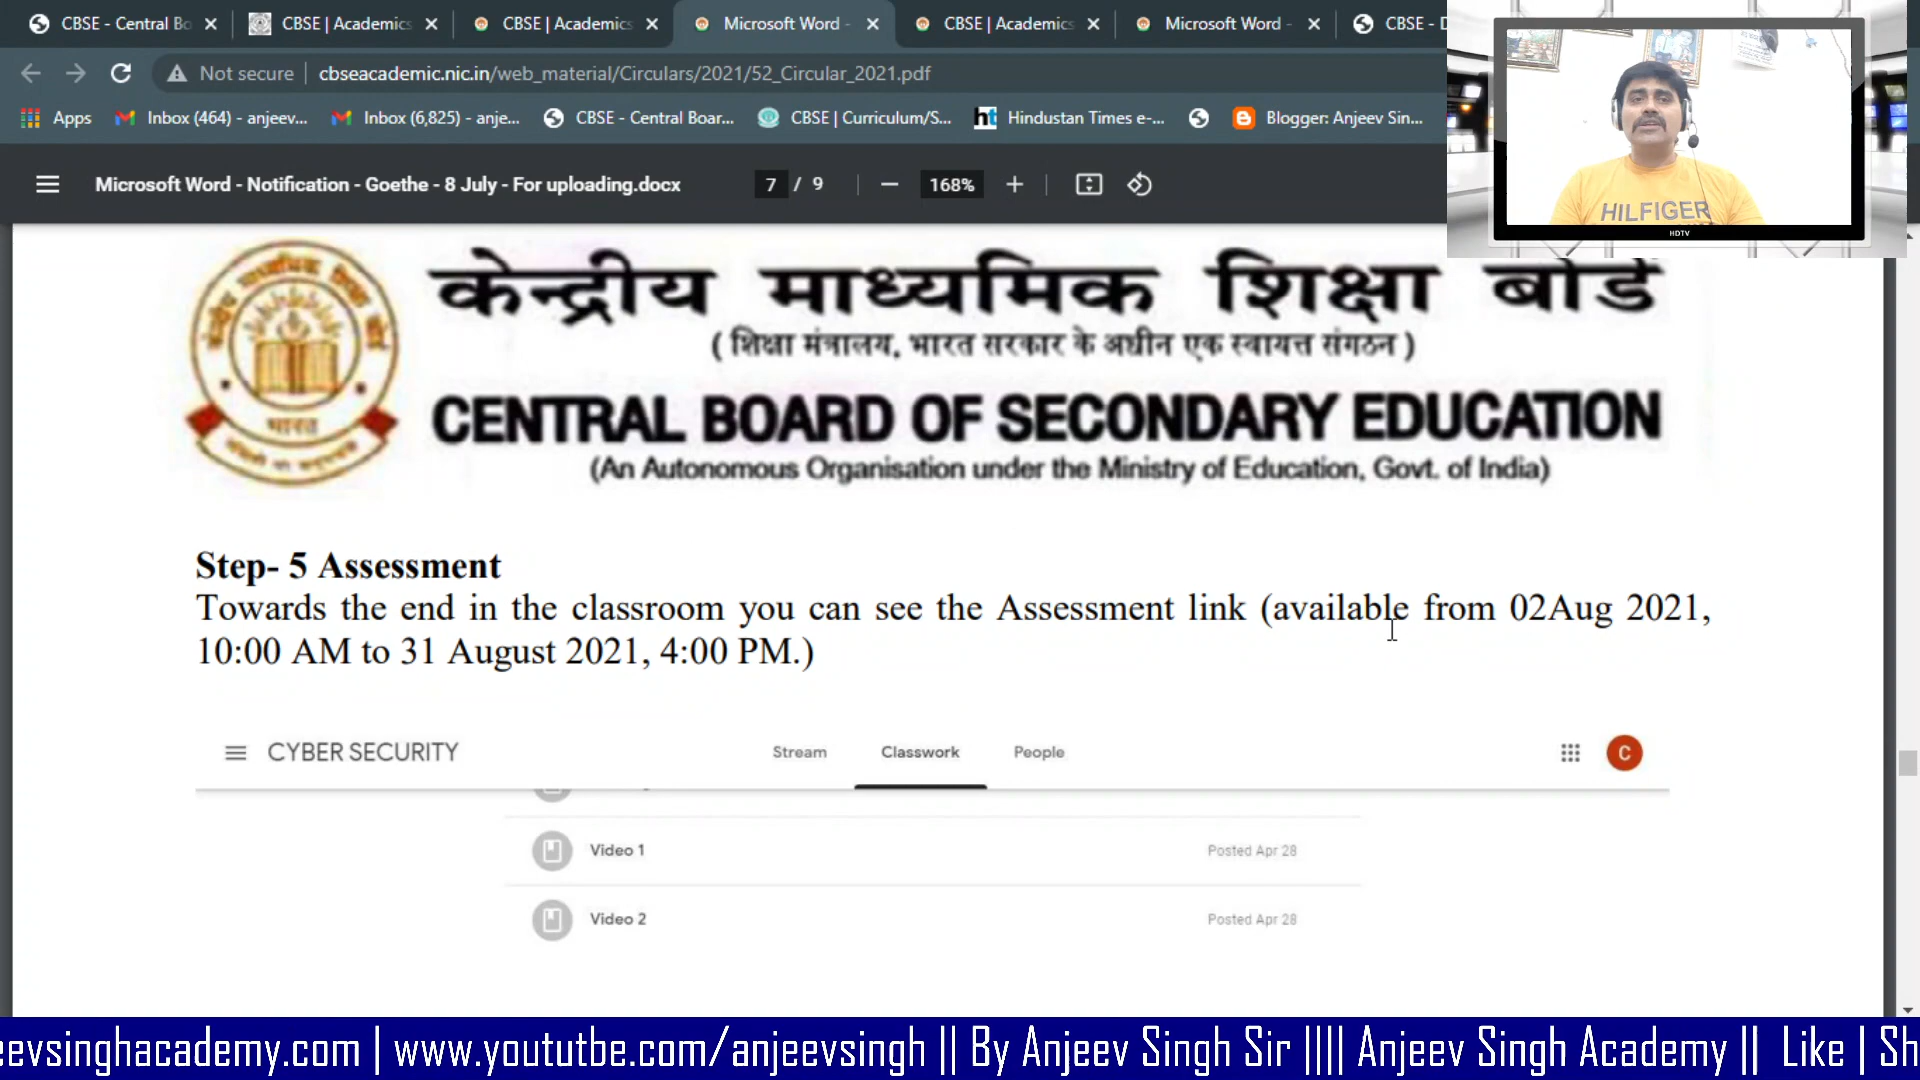 CBSE - Central Bo
CBSE | Academics
CBSE | Academics
Microsoft Word -
CBSE | Academics
Microsoft Word -
CBSE - D
Not secure
cbseacademic.nic.in/web_material/Circulars/2021/52_Circular_2021.pdf
Apps
Inbox (464) - anjeev...
Inbox (6,825) - anje...
CBSE - Central Boar...
CBSE | Curriculum/S...
ht
Hindustan Times e-...
Blogger: Anjeev Sin...
HILFIGER
HDTV
Microsoft Word - Notification - Goethe - 8 July - For uploading.docx
7 / 9
168%
केन्द्रीय माध्यमिक शिक्षा बोर्ड
( शिक्षा मंत्रालय, भारत सरकार के अधीन एक स्वायत्त संगठन )
भारत
CENTRAL BOARD OF SECONDARY EDUCATION
(An Autonomous Organisation under the Ministry of Education, Govt. of India)
Step- 5 Assessment
Towards the end in the classroom you can see the Assessment link (available from 02Aug 2021,
10:00 AM to 31 August 2021, 4:00 PM.)
CYBER SECURITY
Stream
Classwork
People
C
Video 1
Posted Apr 28
Video 2
Posted Apr 28
eevsinghacademy.com | www.yoututbe.com/anjeevsingh || By Anjeev Singh Sir |||| Anjeev Singh Academy || Like | Sh